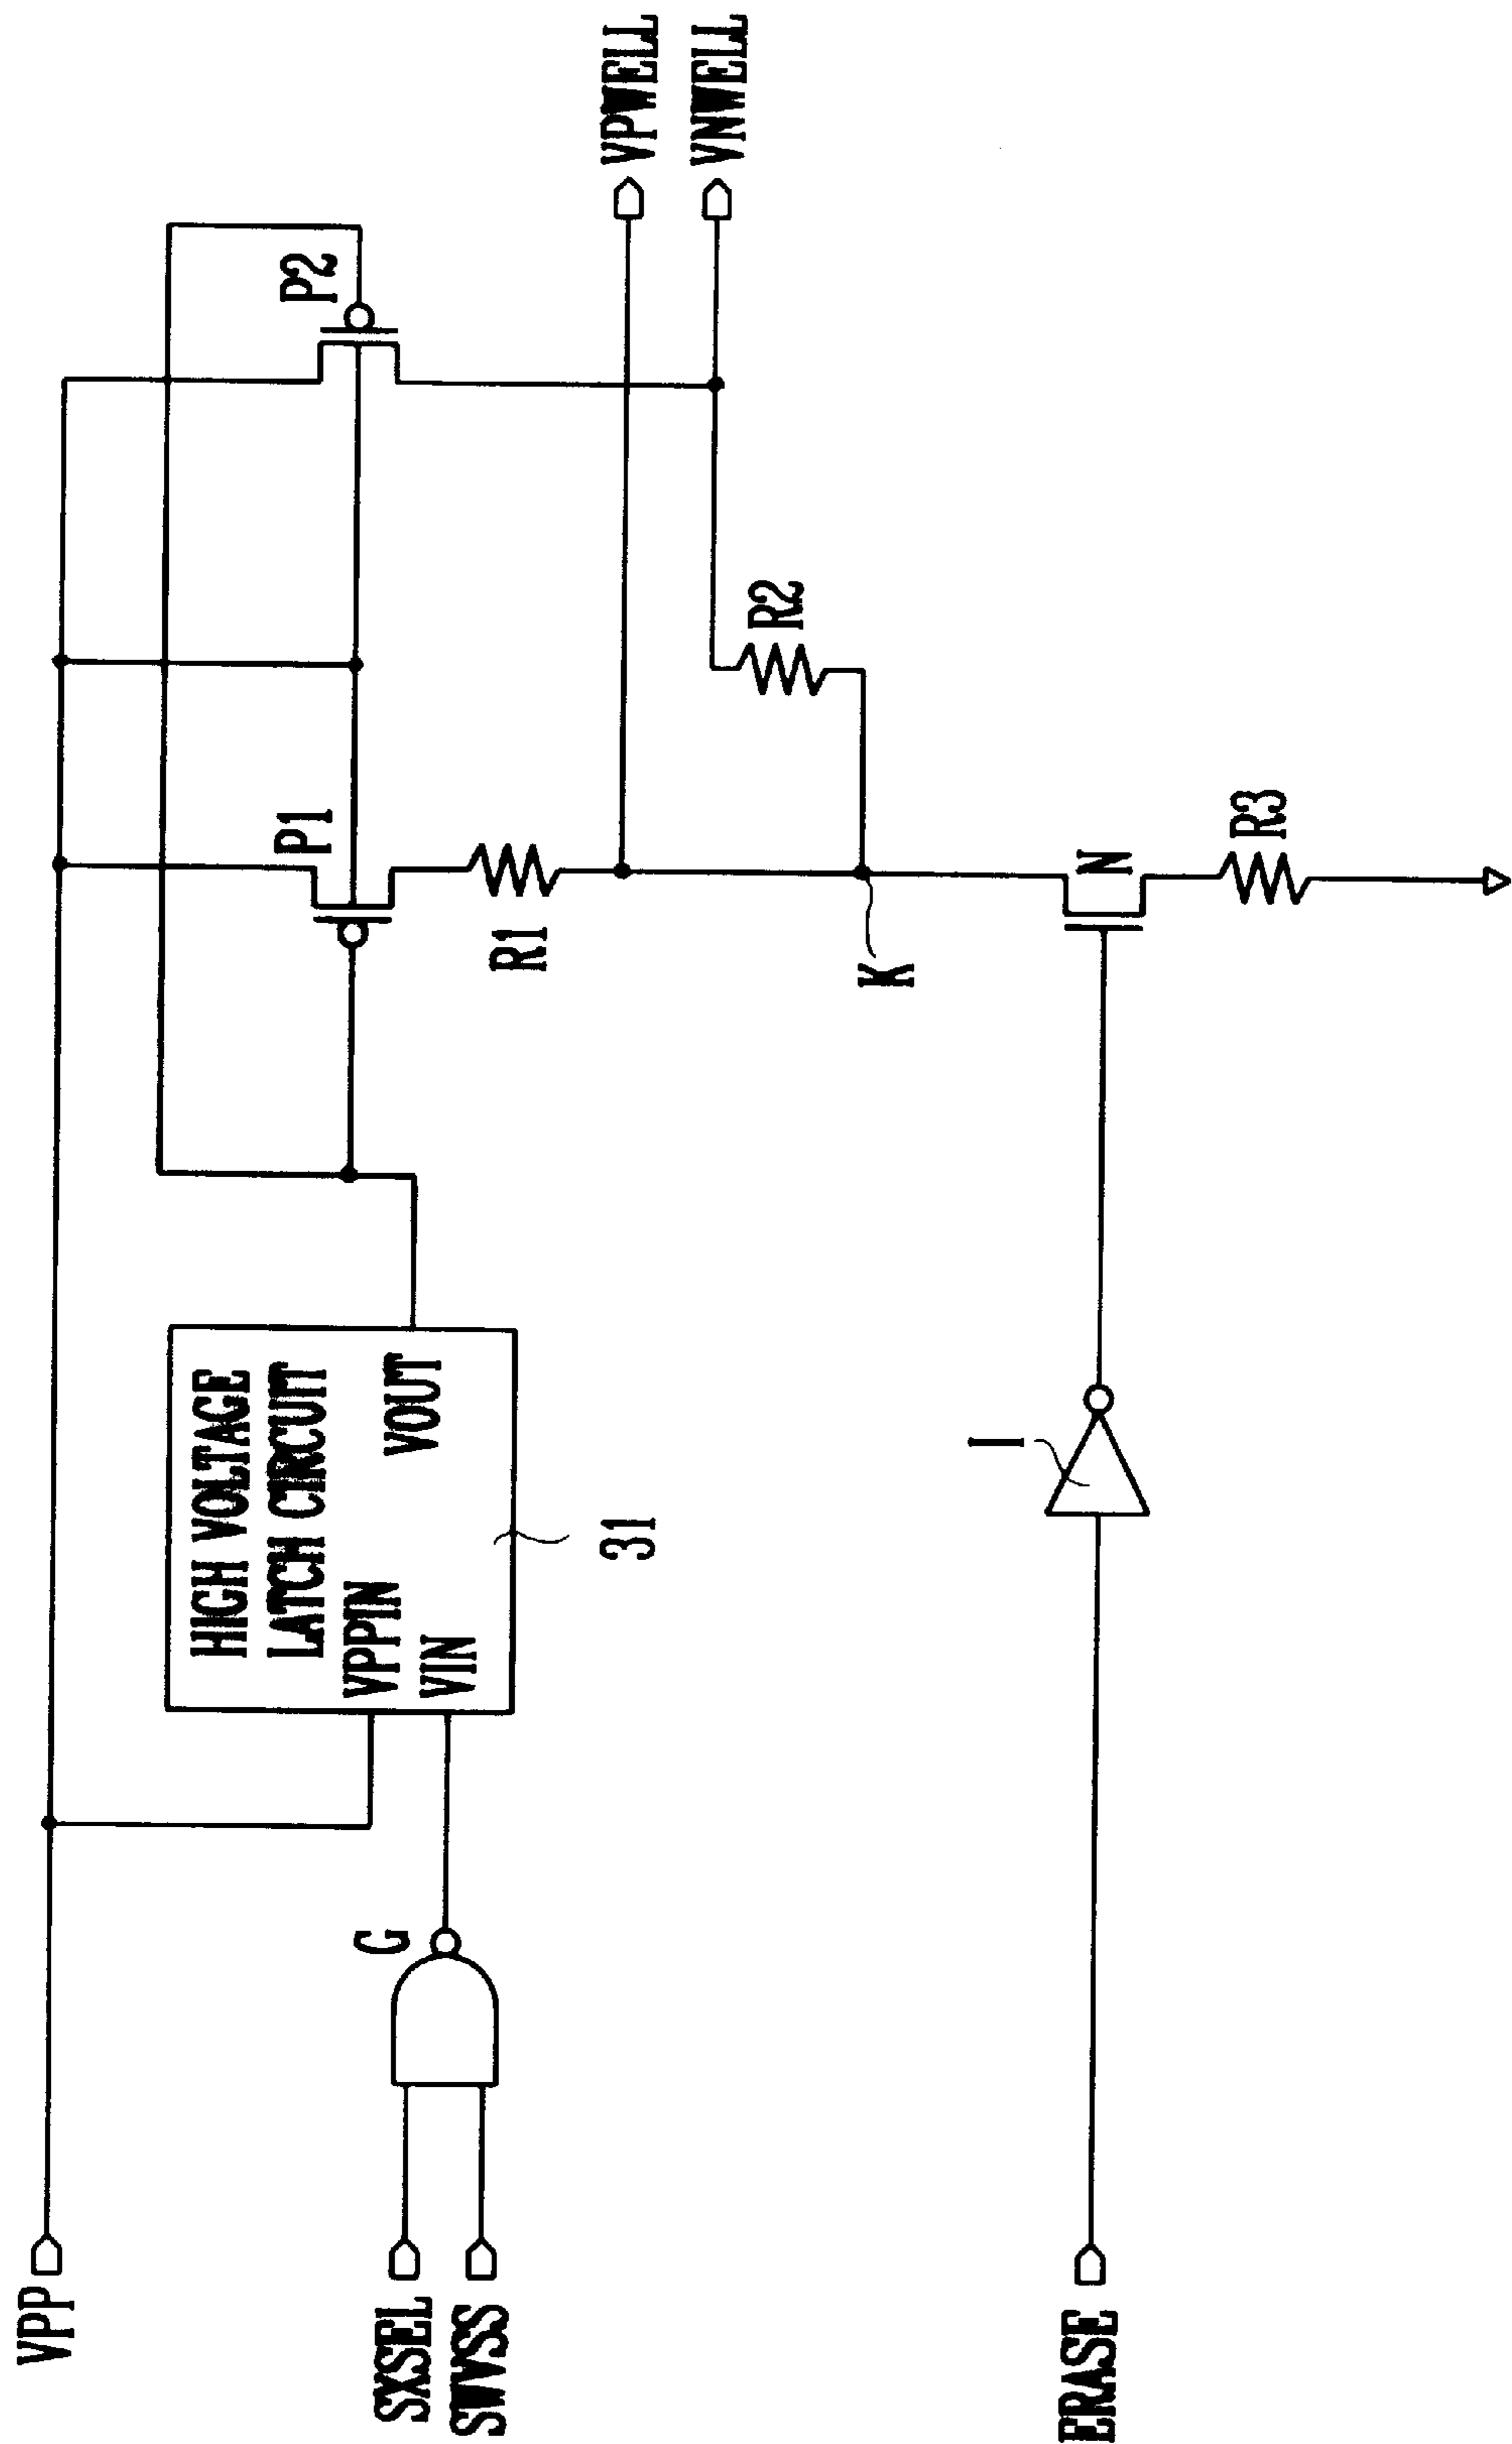 VPP
SXSEL
SWVSS
G
HIGH VOLTAGE
LATCH CIRCUIT
VPPIN
VIN
VOUT
31
P1
P2
R1
VPWELL
VNWELL
R2
K
ERASE
I
N
R3